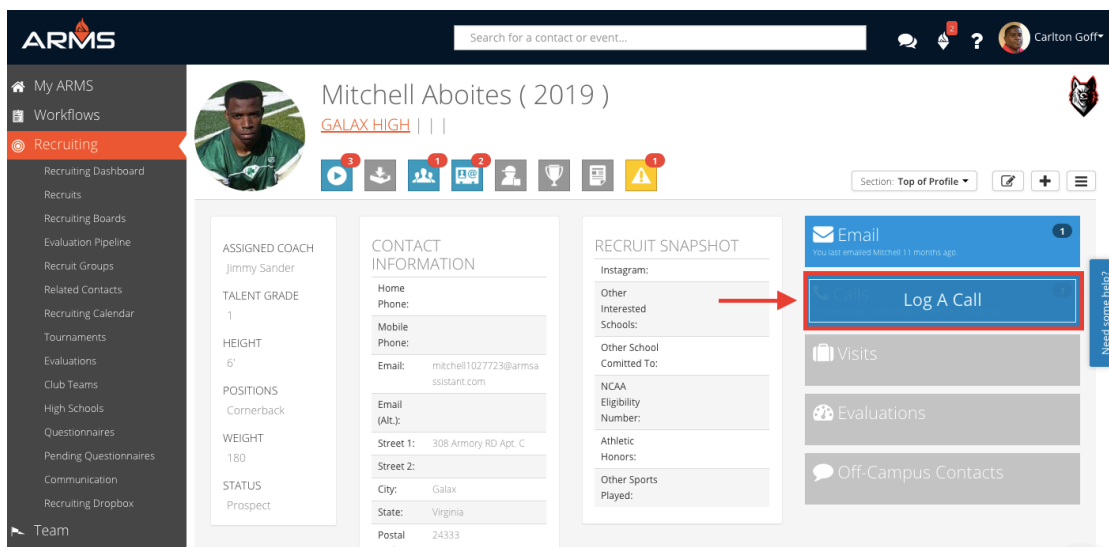 ARMS
Search for a contact or event...
2
?
Carlton Goff
My ARMS
Workflows
Recruiting
Recruiting Dashboard
Recruits
Recruiting Boards
Evaluation Pipeline
Recruit Groups
Related Contacts
Recruiting Calendar
Tournaments
Evaluations
Club Teams
High Schools
Questionnaires
Pending Questionnaires
Communication
Recruiting Dropbox
Team
Mitchell Aboites ( 2019 )
GALAX HIGH | | |
3
1
2
1
Section: Top of Profile
ASSIGNED COACH
Jimmy Sander
TALENT GRADE
1
HEIGHT
6'
POSITIONS
Cornerback
WEIGHT
180
STATUS
Prospect
CONTACT
INFORMATION
Home
Phone:
Mobile
Phone:
Email: mitchell1027723@armsa
ssistant.com
Email
(Alt.):
Street 1: 308 Armory RD Apt. C
Street 2:
City: Galax
State: Virginia
Postal 24333
RECRUIT SNAPSHOT
Instagram:
Other
Interested
Schools:
Other School
Comitted To:
NCAA
Eligibility
Number:
Athletic
Honors:
Other Sports
Played:
Email 1
You last emailed Mitchell 11 months ago.
Calls 1
Log A Call
Visits
Evaluations
Off-Campus Contacts
Need some help?